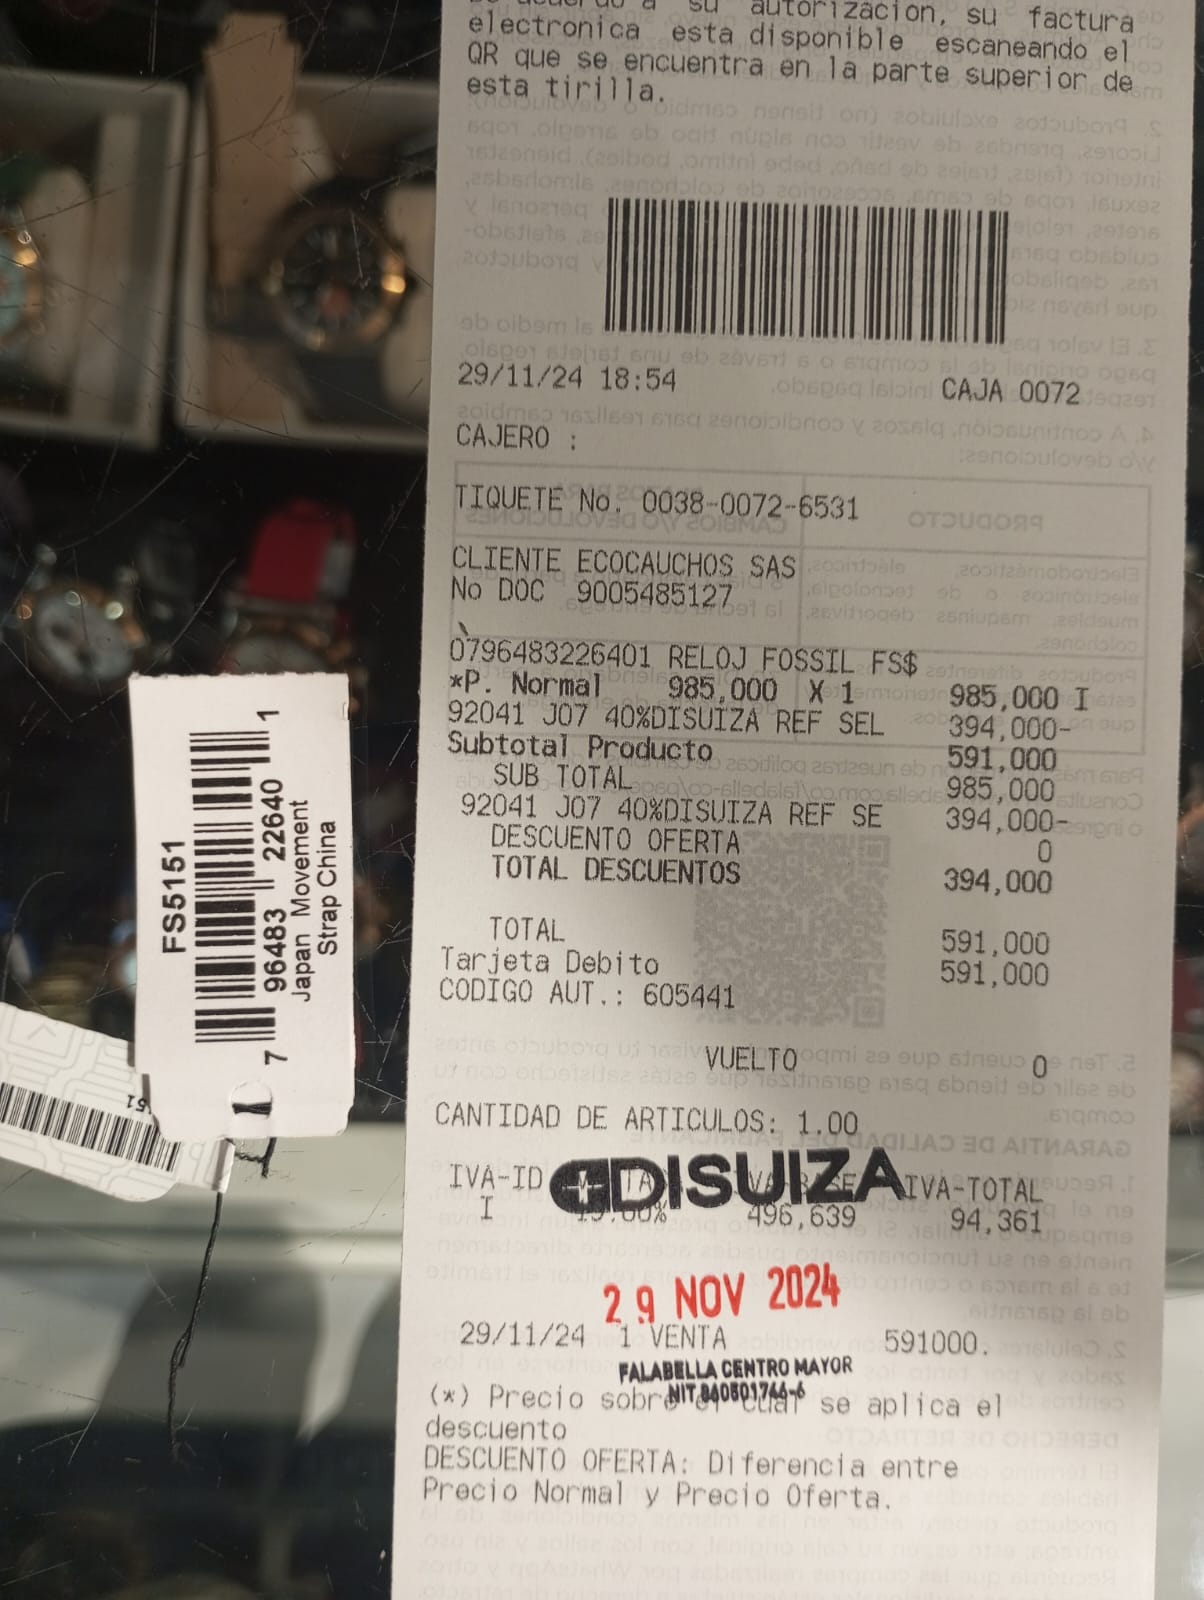 su autorizacion, su factura
electronica esta disponible escaneando el
QR que se encuentra en la parte superior de
esta tirilla.
29/11/24 18:54 CAJA 0072
CAJERO :
TIQUETE No. 0038-0072-6531
CLIENTE ECOCAUCHOS SAS
No DOC 9005485127
0796483226401 RELOJ FOSSIL FS$
*P. Normal 985,000 X 1 985,000 I
92041 J07 40%DISUIZA REF SEL 394,000-
Subtotal Producto 591,000
SUB TOTAL 985,000
92041 J07 40%DISUIZA REF SE 394,000-
DESCUENTO OFERTA 0
TOTAL DESCUENTOS 394,000
TOTAL 591,000
Tarjeta Debito 591,000
CODIGO AUT.: 605441
VUELTO 0
CANTIDAD DE ARTICULOS: 1.00
IVA-ID IVA-TOTAL
DISUIZA
I 19.00% 496,639 94,361
29 NOV 2024
29/11/24 1 VENTA 591000.
FALABELLA CENTRO MAYOR
NIT.860501746-6
(*) Precio sobre el cual se aplica el
descuento
DESCUENTO OFERTA: Diferencia entre
Precio Normal y Precio Oferta.
FS5151
7 96483 22640 1
Japan Movement
Strap China